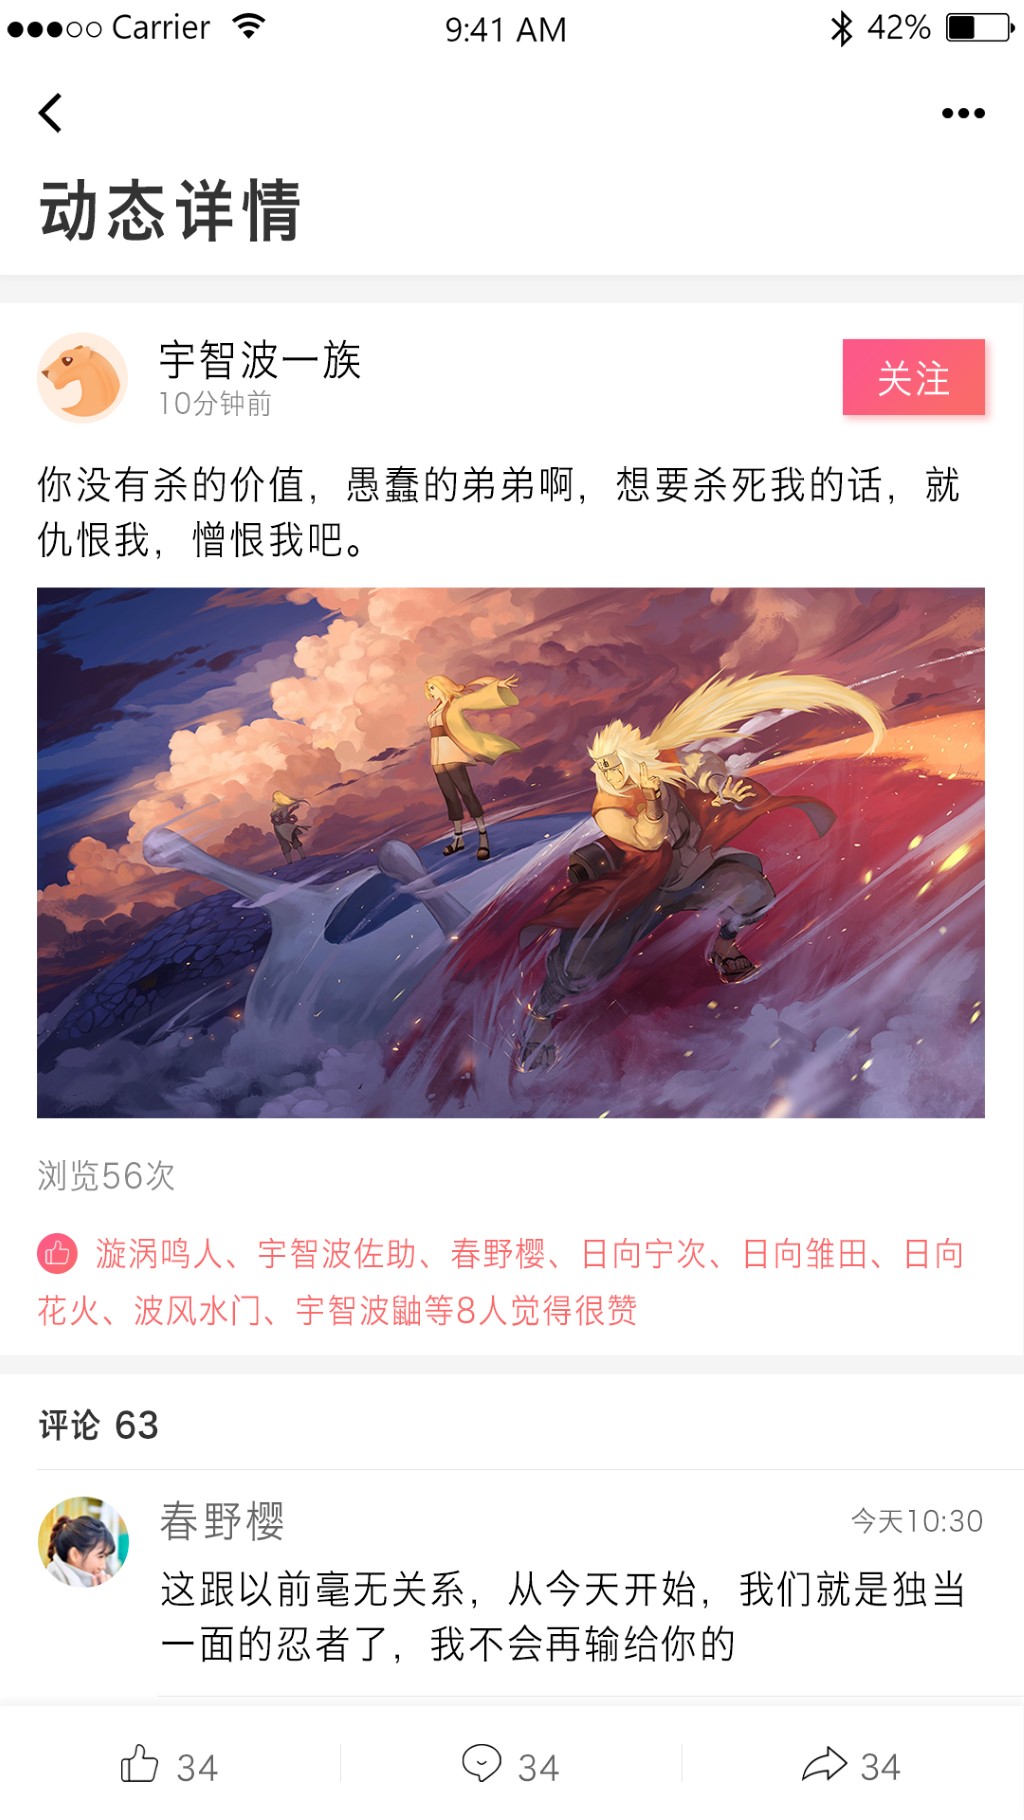 Carrier 9:41 AM 42%
动态详情
宇智波一族
10分钟前
关注
你没有杀的价值，愚蠢的弟弟啊，想要杀死我的话，就
仇恨我，憎恨我吧。
浏览56次
漩涡鸣人、宇智波佐助、春野樱、日向宁次、日向雏田、日向
花火、波风水门、宇智波鼬等8人觉得很赞
评论 63
春野樱
今天10:30
这跟以前毫无关系，从今天开始，我们就是独当
一面的忍者了，我不会再输给你的
34 34 34